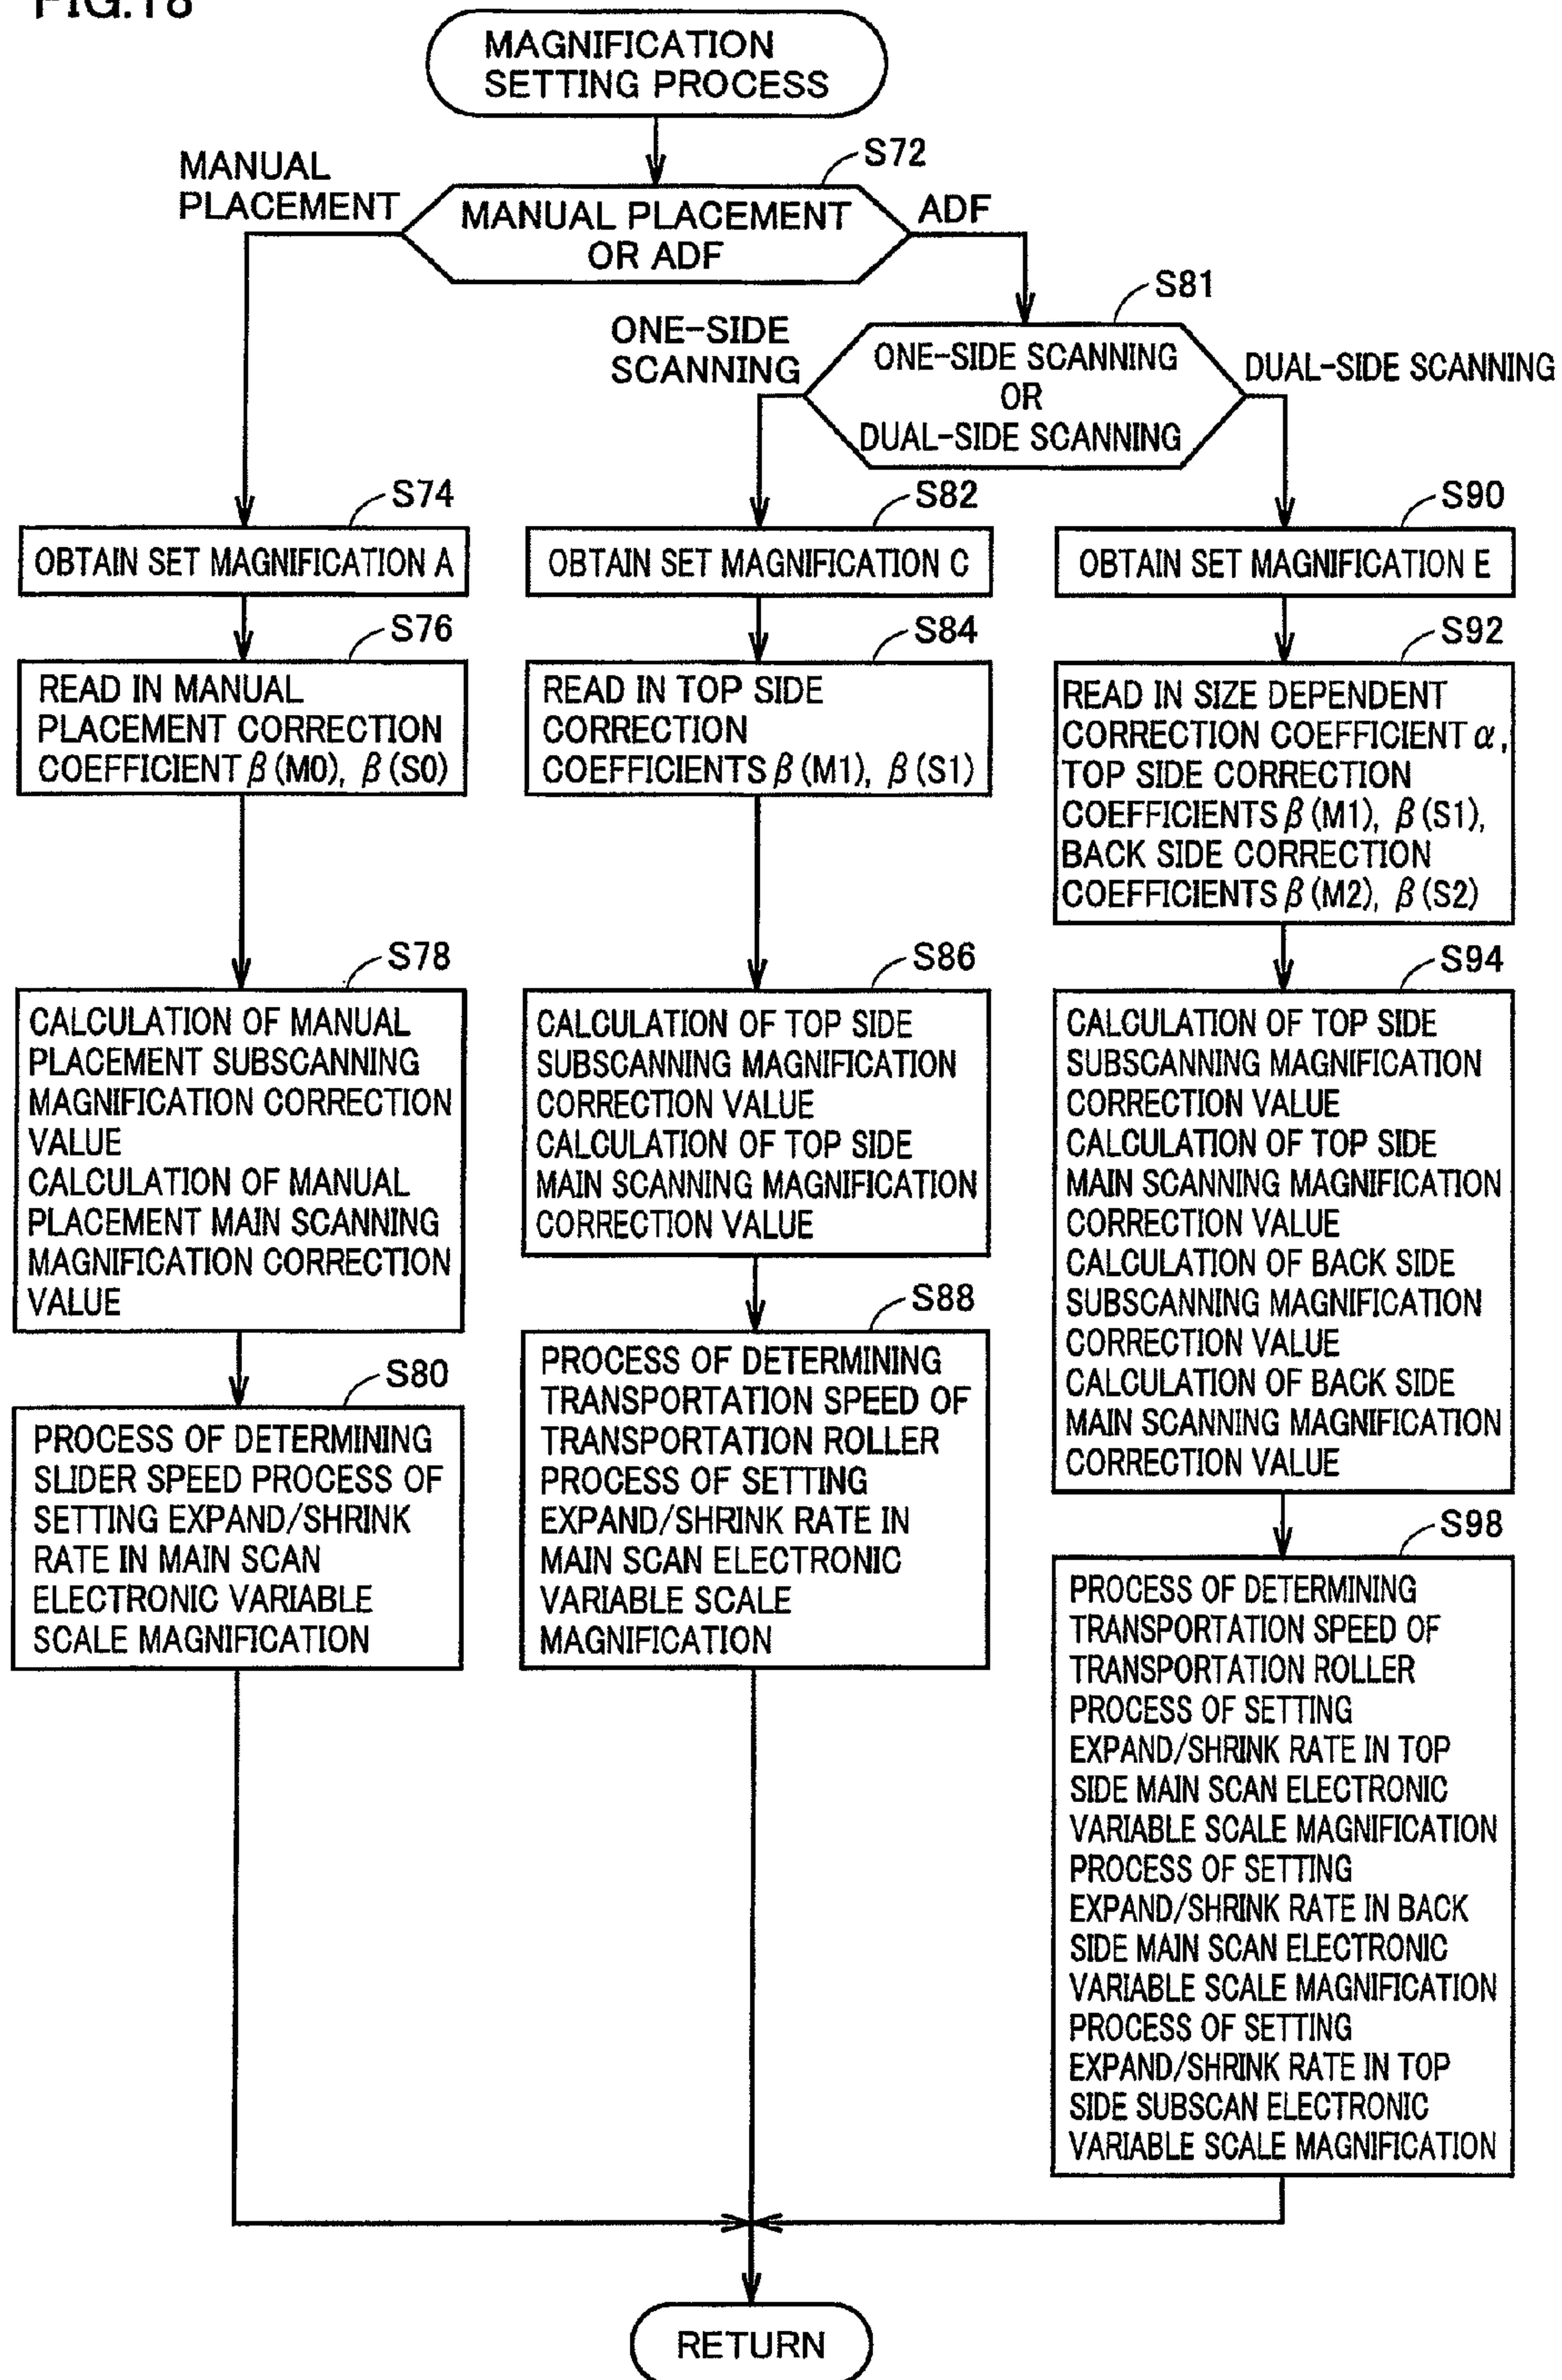 FIG.18
MAGNIFICATION
SETTING PROCESS
S72
MANUAL
PLACEMENT
MANUAL PLACEMENT
OR ADF
ADF
S81
ONE-SIDE
SCANNING
ONE-SIDE SCANNING
OR
DUAL-SIDE SCANNING
DUAL-SIDE SCANNING
S74
OBTAIN SET MAGNIFICATION A
S76
READ IN MANUAL
PLACEMENT CORRECTION
COEFFICIENT β(M0), β(S0)
S78
CALCULATION OF MANUAL
PLACEMENT SUBSCANNING
MAGNIFICATION CORRECTION
VALUE
CALCULATION OF MANUAL
PLACEMENT MAIN SCANNING
MAGNIFICATION CORRECTION
VALUE
S80
PROCESS OF DETERMINING
SLIDER SPEED PROCESS OF
SETTING EXPAND/SHRINK
RATE IN MAIN SCAN
ELECTRONIC VARIABLE
SCALE MAGNIFICATION
S82
OBTAIN SET MAGNIFICATION C
S84
READ IN TOP SIDE
CORRECTION
COEFFICIENTS β(M1), β(S1)
S86
CALCULATION OF TOP SIDE
SUBSCANNING MAGNIFICATION
CORRECTION VALUE
CALCULATION OF TOP SIDE
MAIN SCANNING MAGNIFICATION
CORRECTION VALUE
S88
PROCESS OF DETERMINING
TRANSPORTATION SPEED OF
TRANSPORTATION ROLLER
PROCESS OF SETTING
EXPAND/SHRINK RATE IN
MAIN SCAN ELECTRONIC
VARIABLE SCALE
MAGNIFICATION
S90
OBTAIN SET MAGNIFICATION E
S92
READ IN SIZE DEPENDENT
CORRECTION COEFFICIENT α,
TOP SIDE CORRECTION
COEFFICIENTS β(M1), β(S1),
BACK SIDE CORRECTION
COEFFICIENTS β(M2), β(S2)
S94
CALCULATION OF TOP SIDE
SUBSCANNING MAGNIFICATION
CORRECTION VALUE
CALCULATION OF TOP SIDE
MAIN SCANNING MAGNIFICATION
CORRECTION VALUE
CALCULATION OF BACK SIDE
SUBSCANNING MAGNIFICATION
CORRECTION VALUE
CALCULATION OF BACK SIDE
MAIN SCANNING MAGNIFICATION
CORRECTION VALUE
S98
PROCESS OF DETERMINING
TRANSPORTATION SPEED OF
TRANSPORTATION ROLLER
PROCESS OF SETTING
EXPAND/SHRINK RATE IN TOP
SIDE MAIN SCAN ELECTRONIC
VARIABLE SCALE MAGNIFICATION
PROCESS OF SETTING
EXPAND/SHRINK RATE IN BACK
SIDE MAIN SCAN ELECTRONIC
VARIABLE SCALE MAGNIFICATION
PROCESS OF SETTING
EXPAND/SHRINK RATE IN TOP
SIDE SUBSCAN ELECTRONIC
VARIABLE SCALE MAGNIFICATION
RETURN